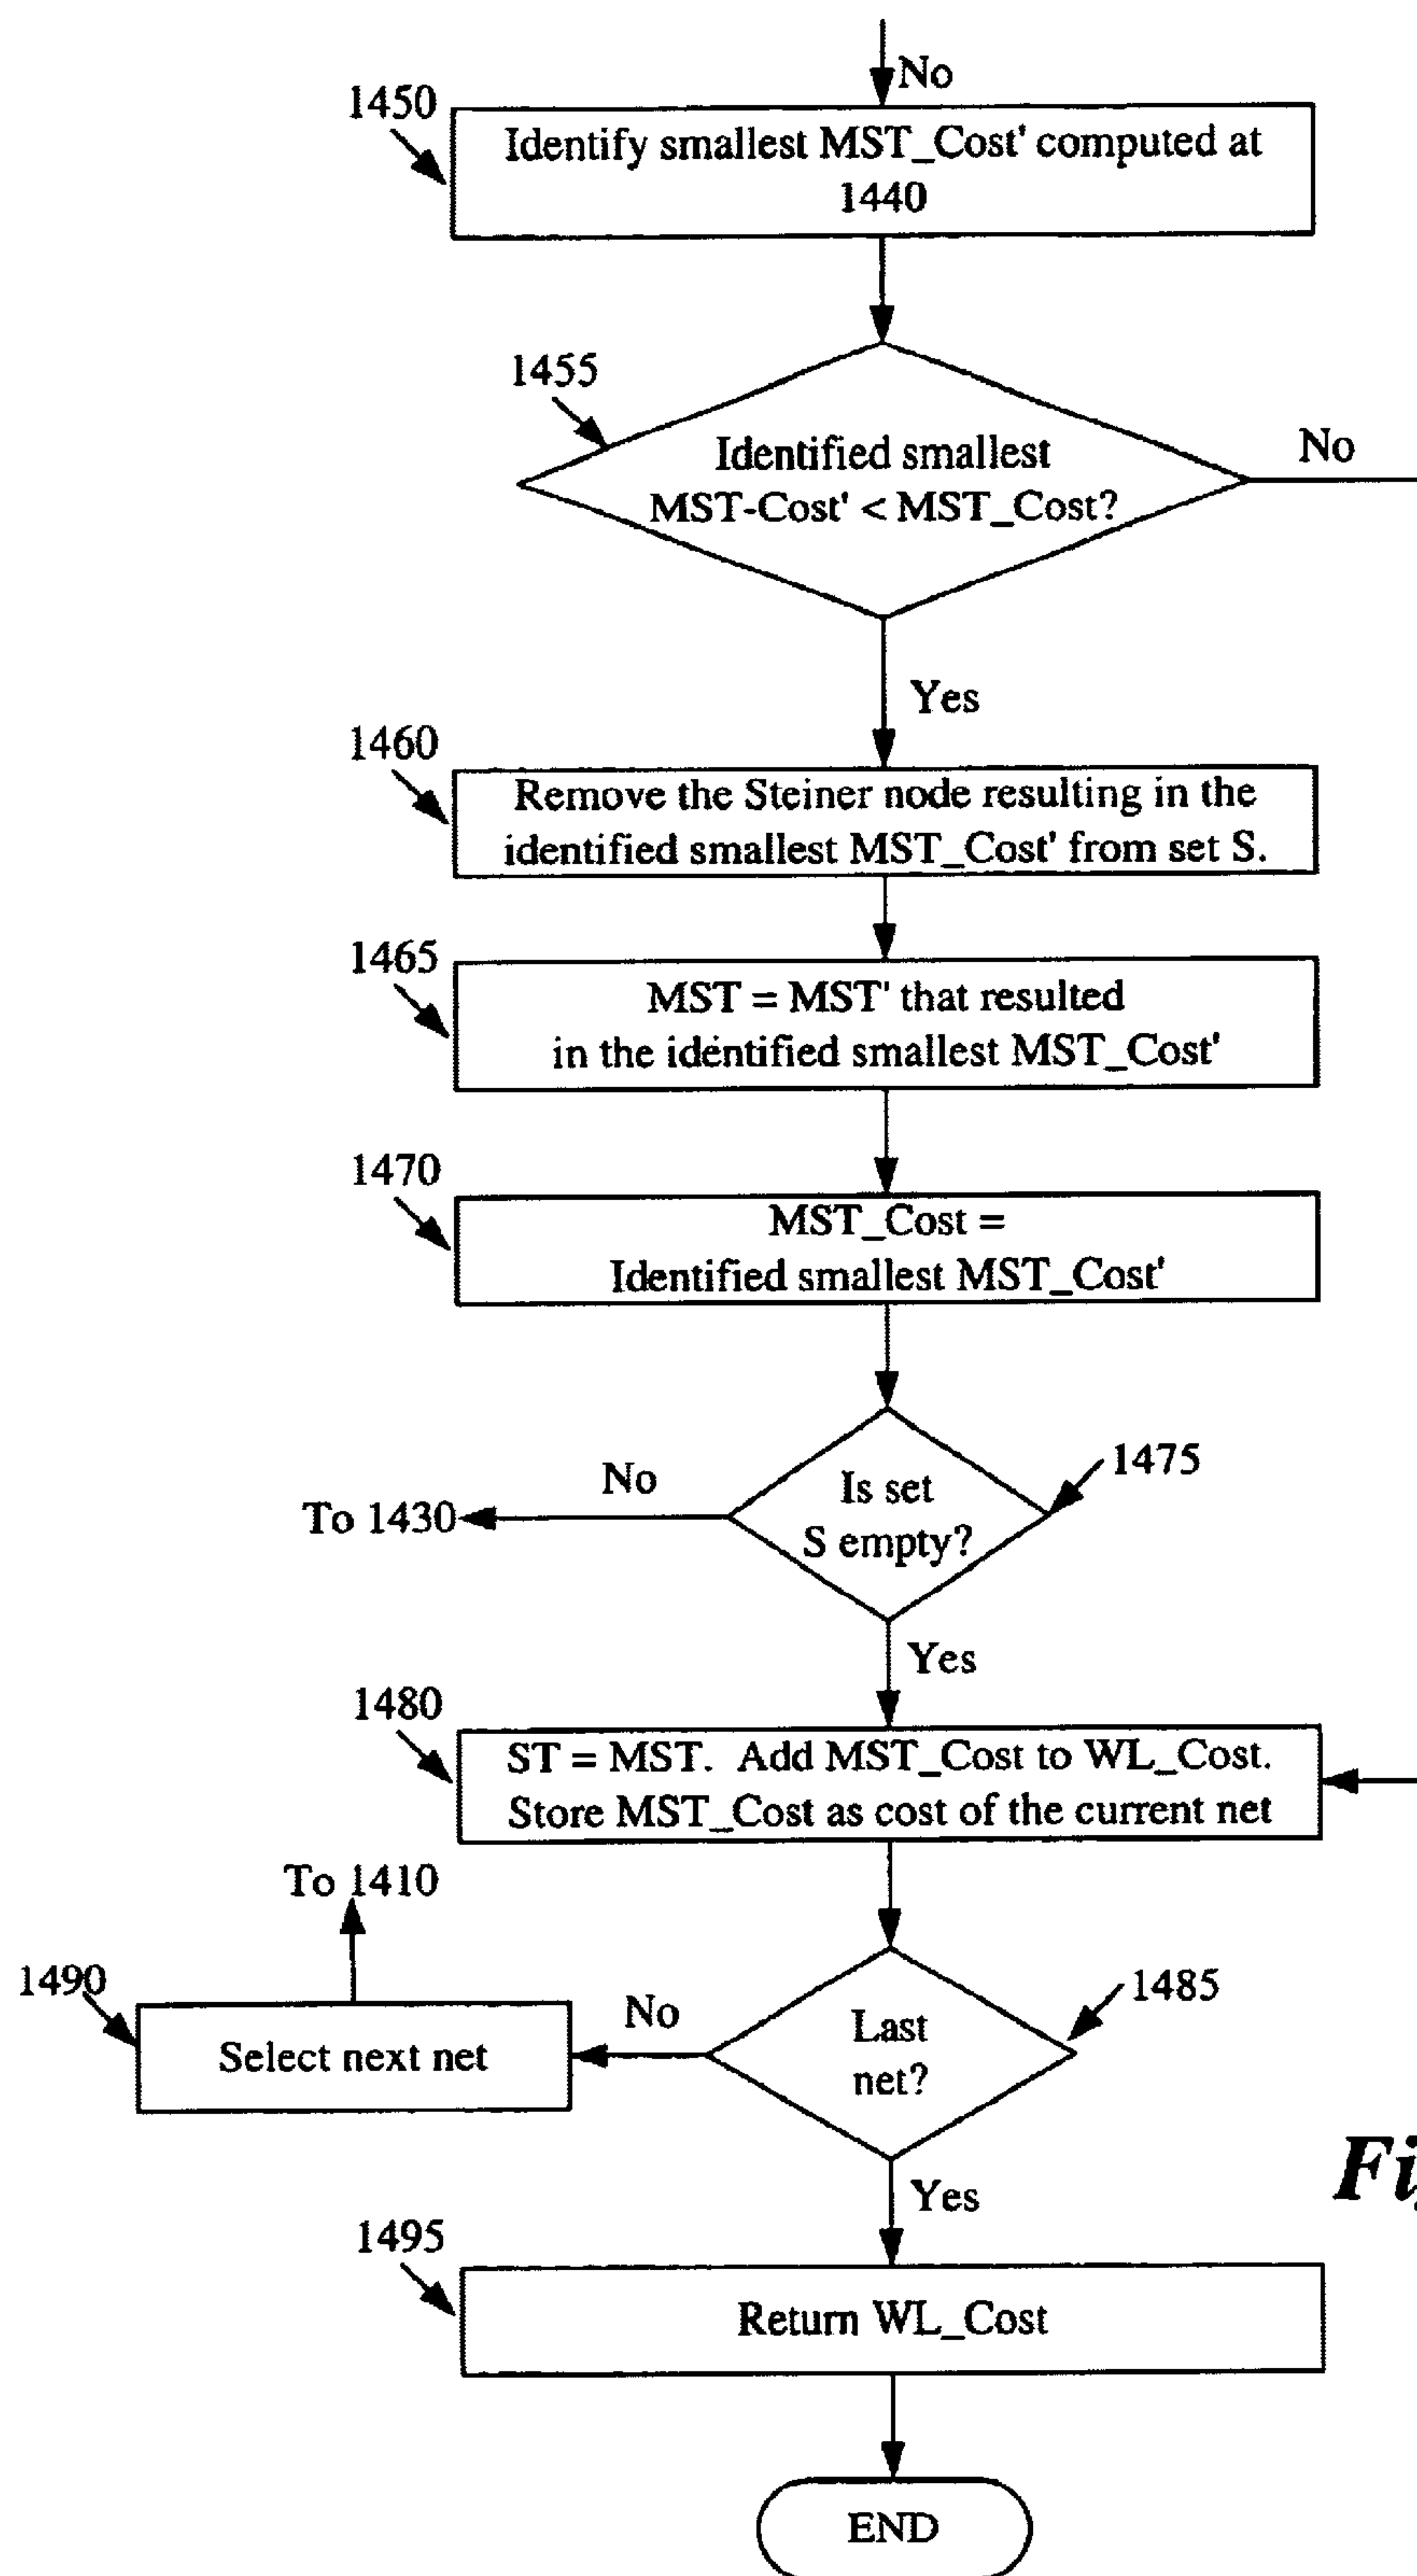 No
1450
Identify smallest MST_Cost' computed at
1440
1455
Identified smallest
MST-Cost' < MST_Cost?
No
Yes
1460
Remove the Steiner node resulting in the
identified smallest MST_Cost' from set S.
1465
MST = MST' that resulted
in the identified smallest MST_Cost'
1470
MST_Cost =
Identified smallest MST_Cost'
1475
Is set
S empty?
No
To 1430
Yes
1480
ST = MST. Add MST_Cost to WL_Cost.
Store MST_Cost as cost of the current net
To 1410
1490
Select next net
No
1485
Last
net?
Yes
1495
Return WL_Cost
END